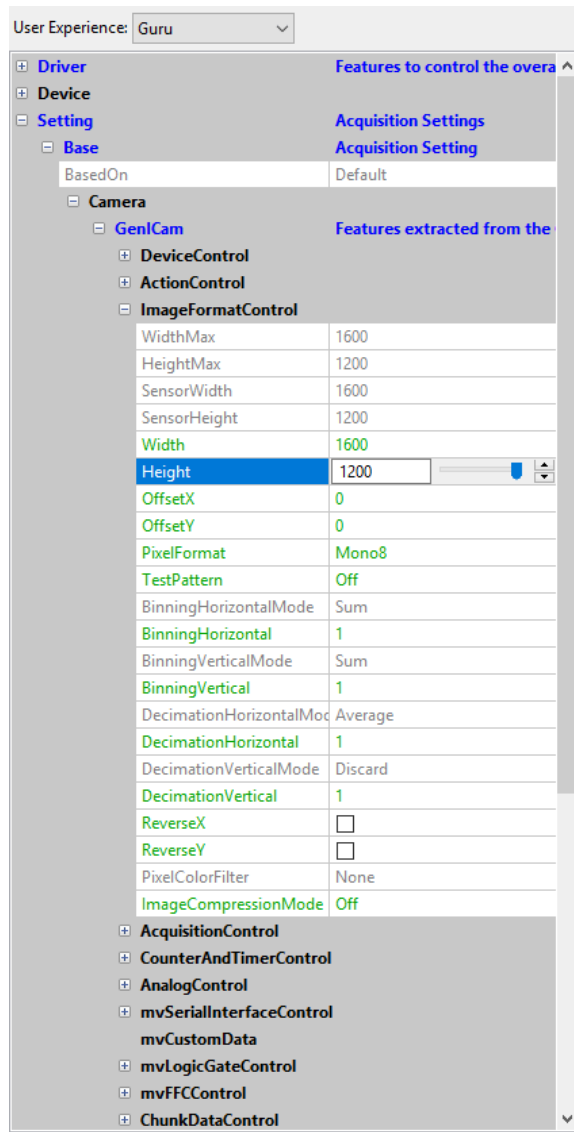 User Experience: Guru
Driver Features to control the overa
Device
Setting Acquisition Settings
Base Acquisition Setting
BasedOn Default
Camera
GenICam Features extracted from the
DeviceControl
ActionControl
ImageFormatControl
WidthMax 1600
HeightMax 1200
SensorWidth 1600
SensorHeight 1200
Width 1600
Height 1200
OffsetX 0
OffsetY 0
PixelFormat Mono8
TestPattern Off
BinningHorizontalMode Sum
BinningHorizontal 1
BinningVerticalMode Sum
BinningVertical 1
DecimationHorizontalMod Average
DecimationHorizontal 1
DecimationVerticalMode Discard
DecimationVertical 1
ReverseX
ReverseY
PixelColorFilter None
ImageCompressionMode Off
AcquisitionControl
CounterAndTimerControl
AnalogControl
mvSerialInterfaceControl
mvCustomData
mvLogicGateControl
mvFFCControl
ChunkDataControl